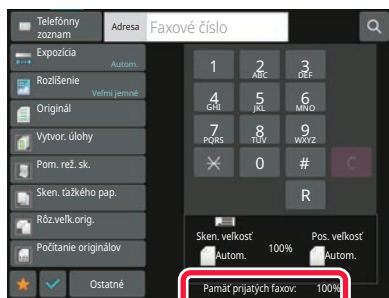 Telefónny
zoznam
Adresa
Faxové číslo
Expozícia
Autom.
Rozlíšenie
Veľmi jemné
Originál
Vytvor. úlohy
Pom. rež. sk.
Sken. ťažkého pap.
Rôz.veľk.orig.
Počítanie originálov
Ostatné
1
2
ABC
3
DEF
4
GHI
5
JKL
6
MNO
7
PQRS
8
TUV
9
WXYZ
0
#
C
R
Sken. veľkosť
Pos. veľkosť
Autom.
100%
Autom.
Pamäť prijatých faxov: 100%